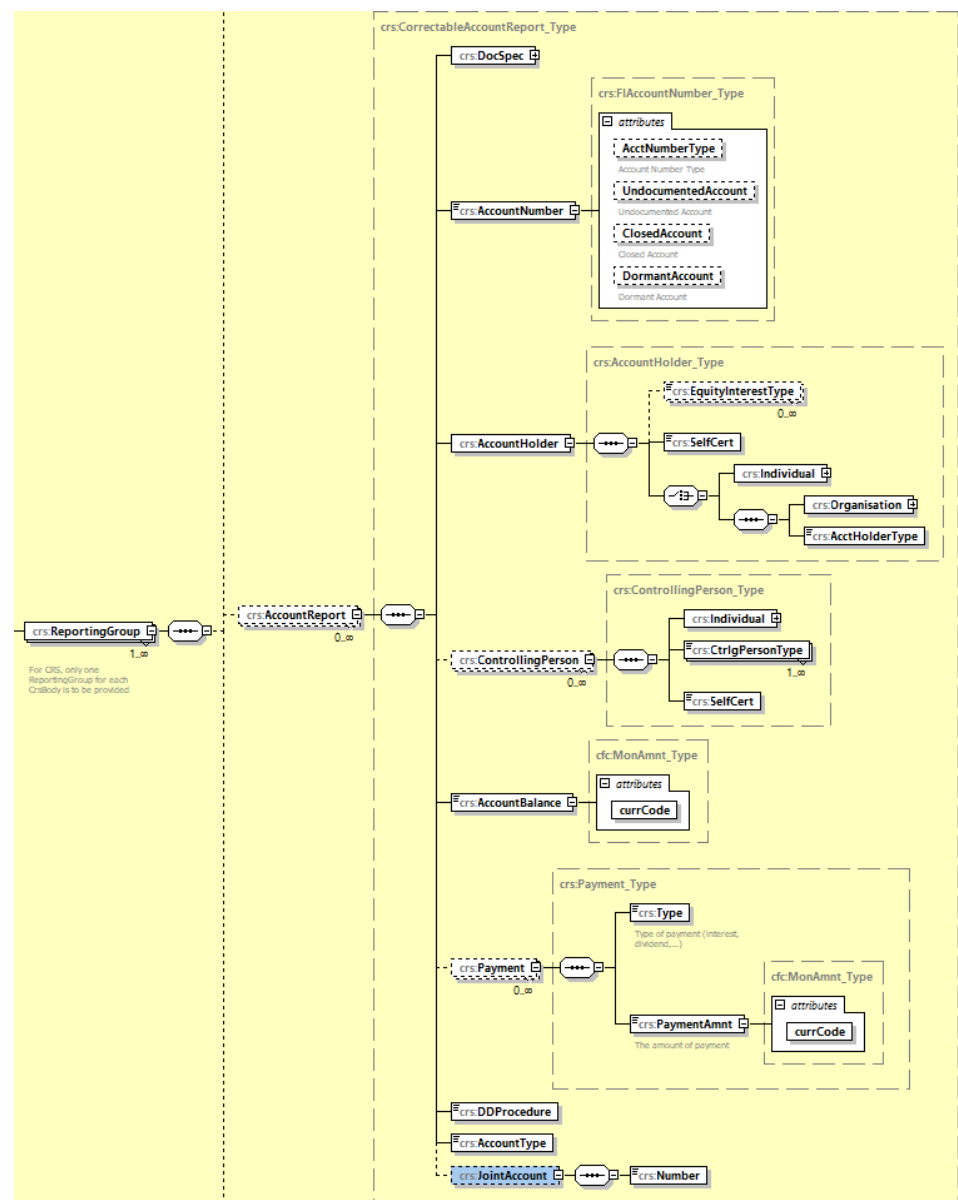 crs:CorrectableAccountReport_Type
crs:DocSpec
crs:FIAccountNumber_Type
attributes
AcctNumberType
Account Number Type
UndocumentedAccount
Undocumented Account
crs:AccountNumber
ClosedAccount
Closed Account
DormantAccount
Dormant Account
crs:AccountHolder_Type
crs:EquityInterestType
0..∞
crs:AccountHolder
crs:SelfCert
crs:Individual
crs:Organisation
crs:AcctHolderType
crs:ReportingGroup
1..∞
For CRS, only one
ReportingGroup for each
CrsBody is to be provided
crs:AccountReport
0..∞
crs:ControllingPerson_Type
crs:Individual
crs:ControllingPerson
0..∞
crs:CtrlgPersonType
1..∞
crs:SelfCert
cfc:MonAmnt_Type
attributes
crs:AccountBalance
currCode
crs:Payment_Type
crs:Type
Type of payment (interest,
dividend,...)
crs:Payment
0..∞
cfc:MonAmnt_Type
attributes
crs:PaymentAmnt
currCode
The amount of payment
crs:DDProcedure
crs:AccountType
crs:JointAccount
crs:Number